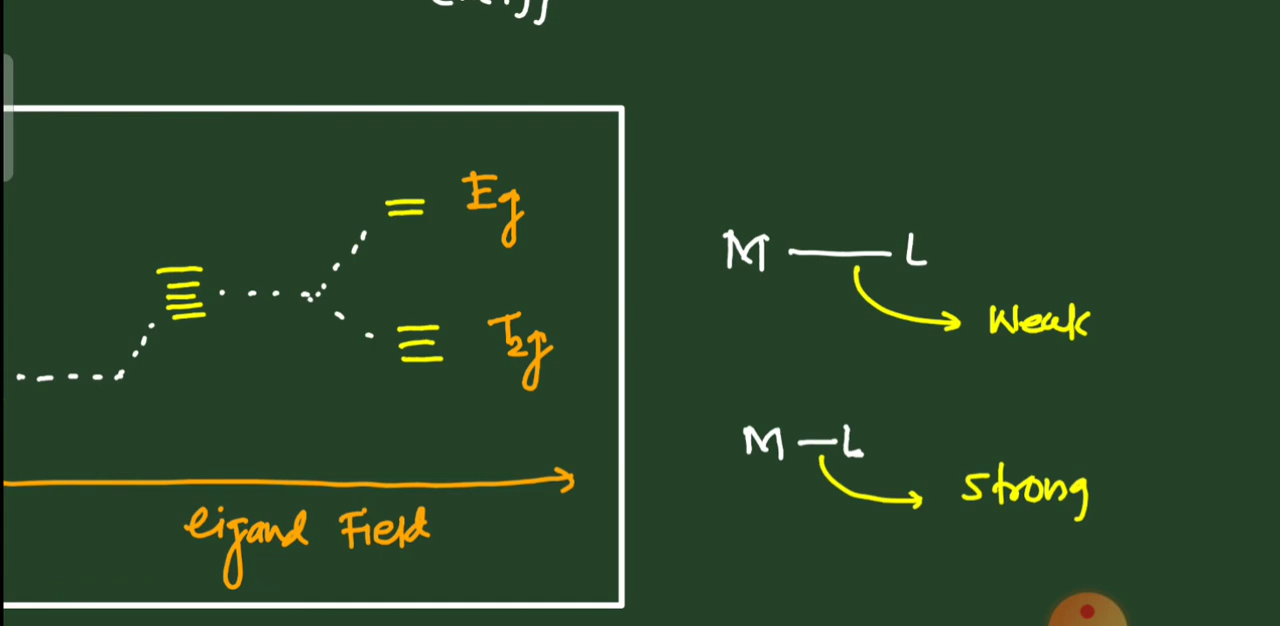 Eg
T2g
ligand Field
M — L
Weak
M — L
Strong